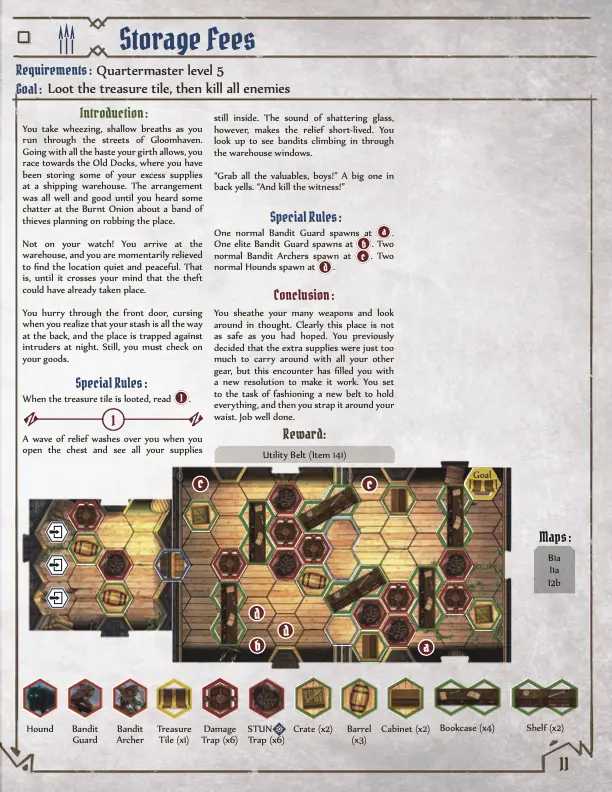 Storage Fees
Requirements: Quartermaster level 5
Goal: Loot the treasure tile, then kill all enemies
Introduction:
You take wheezing, shallow breaths as you
run through the streets of Gloomhaven.
Going with all the haste your girth allows, you
race towards the Old Docks, where you have
been storing some of your excess supplies
at a shipping warehouse. The arrangement
was all well and good until you heard some
chatter at the Burnt Onion about a band of
thieves planning on robbing the place.
Not on your watch! You arrive at the
warehouse, and you are momentarily relieved
to find the location quiet and peaceful. That
is, until it crosses your mind that the theft
could have already taken place.
You hurry through the front door, cursing
when you realize that your stash is all the way
at the back, and the place is trapped against
intruders at night. Still, you must check on
your goods.
Special Rules:
When the treasure tile is looted, read 1.
1
A wave of relief washes over you when you
open the chest and see all your supplies
still inside. The sound of shattering glass,
however, makes the relief short-lived. You
look up to see bandits climbing in through
the warehouse windows.
"Grab all the valuables, boys!" A big one in
back yells. "And kill the witness!"
Special Rules:
One normal Bandit Guard spawns at a.
One elite Bandit Guard spawns at b. Two
normal Bandit Archers spawn at c. Two
normal Hounds spawn at d.
Conclusion:
You sheathe your many weapons and look
around in thought. Clearly this place is not
as safe as you had hoped. You previously
decided that the extra supplies were just too
much to carry around with all your other
gear, but this encounter has filled you with
a new resolution to make it work. You set
to the task of fashioning a new belt to hold
everything, and then you strap it around your
waist. Job well done.
Reward:
Utility Belt (Item 141)
c
c
Goal
d
d
b
a
Maps:
B1a
I1a
I2b
Hound
Bandit Guard
Bandit Archer
Treasure Tile (x1)
Damage Trap (x6)
STUN Trap (x6)
Crate (x2)
Barrel (x3)
Cabinet (x2)
Bookcase (x4)
Shelf (x2)
11